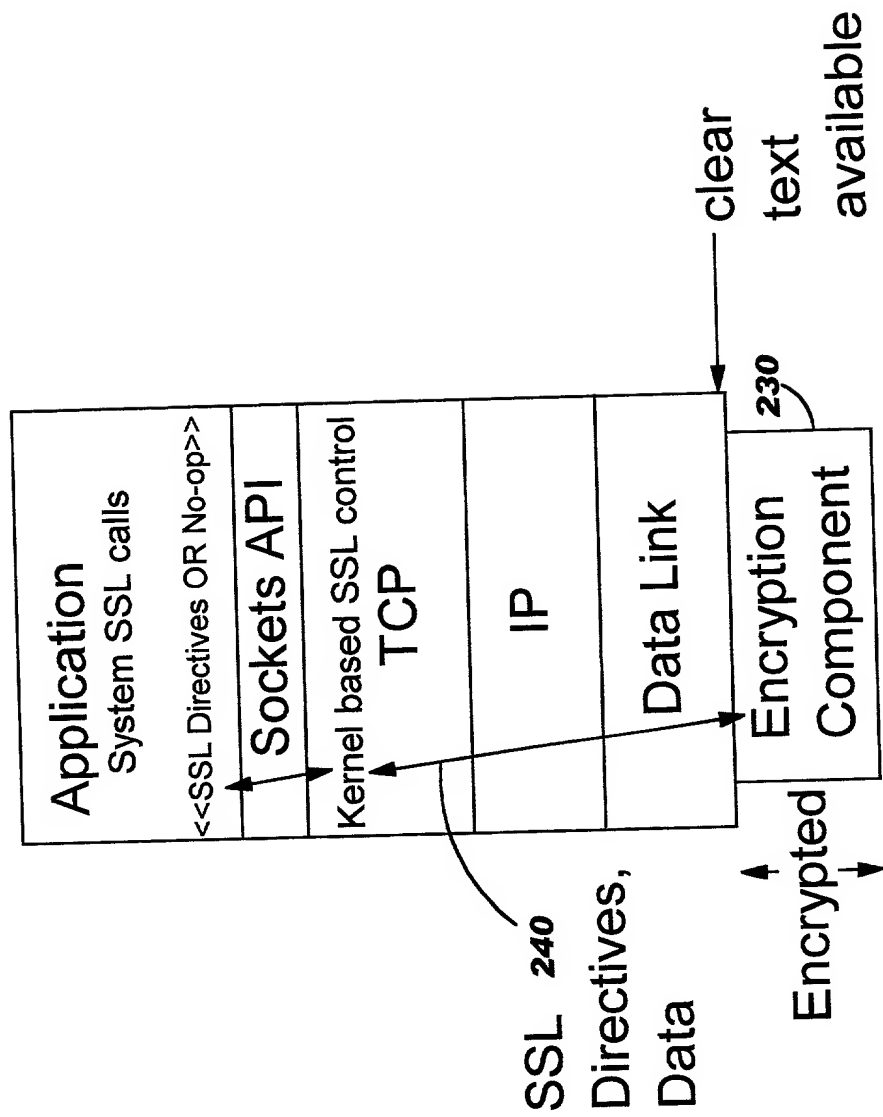 Application
System SSL calls
<<SSL Directives OR No-op>>
Sockets API
Kernel based SSL control
TCP
IP
Data Link
clear
text
available
230
Encryption
Component
SSL 240
Directives,
Data
Encrypted